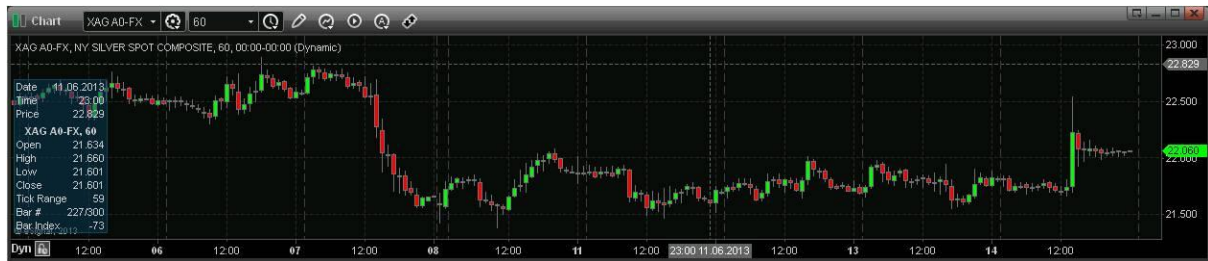 Chart XAG A0-FX 60
XAG A0-FX, NY SILVER SPOT COMPOSITE, 60, 00:00-00:00 (Dynamic)
23.000
22.829
22.500
22.060
22.000
21.500
Date 11.06.2013
Time 23:00
Price 22.829
XAG A0-FX, 60
Open 21.634
High 21.660
Low 21.601
Close 21.601
Tick Range 59
Bar # 227/300
Bar Index -73
2013
Dyn 12:00 06 12:00 07 12:00 08 12:00 11 12:00 23:00 11.06.2013 12:00 13 12:00 14 12:00